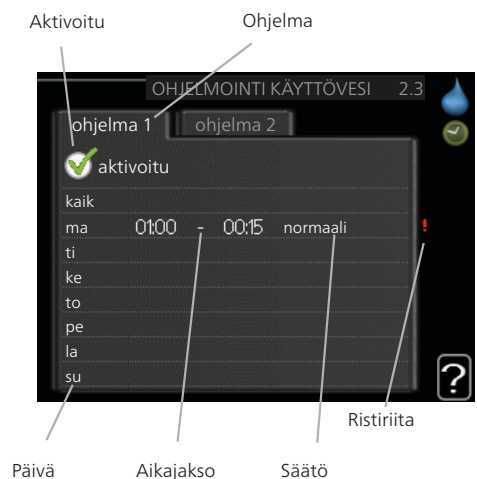 Aktivoitu Ohjelma
OHJELMOINTI KÄYTTÖVESI 2.3
ohjelma 1 ohjelma 2
aktivoitu
kaik
ma 01:00 - 00:15 normaali !
ti
ke
to
pe
la
su
?
Ristiriita
Päivä Aikajakso Säätö